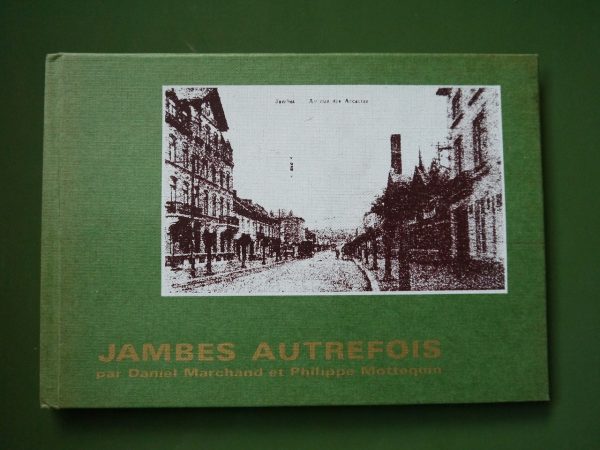 Jambes Avenue des Acacias
JAMBES AUTREFOIS
par Daniel Marchand et Philippe Mottequin